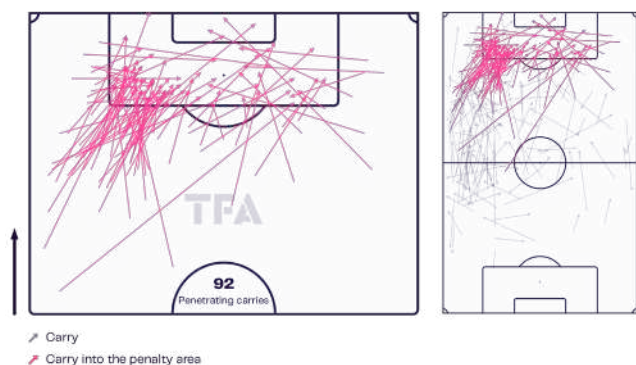 TFA
92
Penetrating carries
Carry
Carry into the penalty area